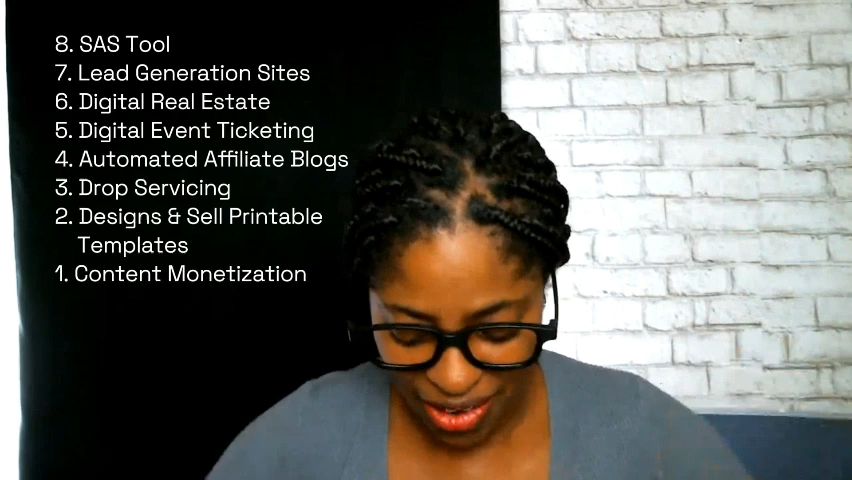 8. SAS Tool
7. Lead Generation Sites
6. Digital Real Estate
5. Digital Event Ticketing
4. Automated Affiliate Blogs
3. Drop Servicing
2. Designs & Sell Printable
Templates
1. Content Monetization